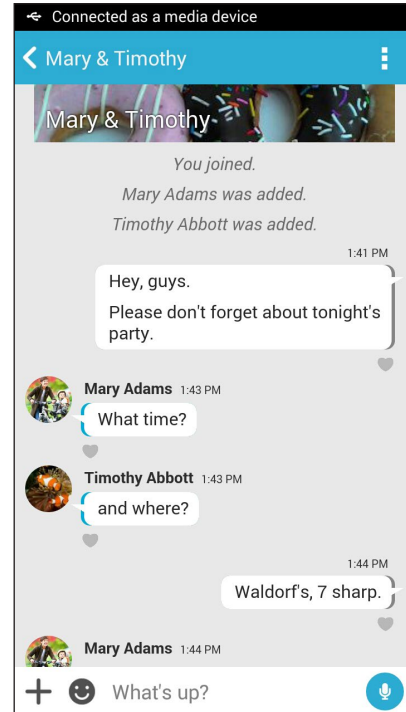 Connected as a media device
Mary & Timothy
Mary & Timothy
You joined.
Mary Adams was added.
Timothy Abbott was added.
1:41 PM
Hey, guys.
Please don't forget about tonight's
party.
Mary Adams 1:43 PM
What time?
Timothy Abbott 1:43 PM
and where?
1:44 PM
Waldorf's, 7 sharp.
Mary Adams 1:44 PM
What's up?